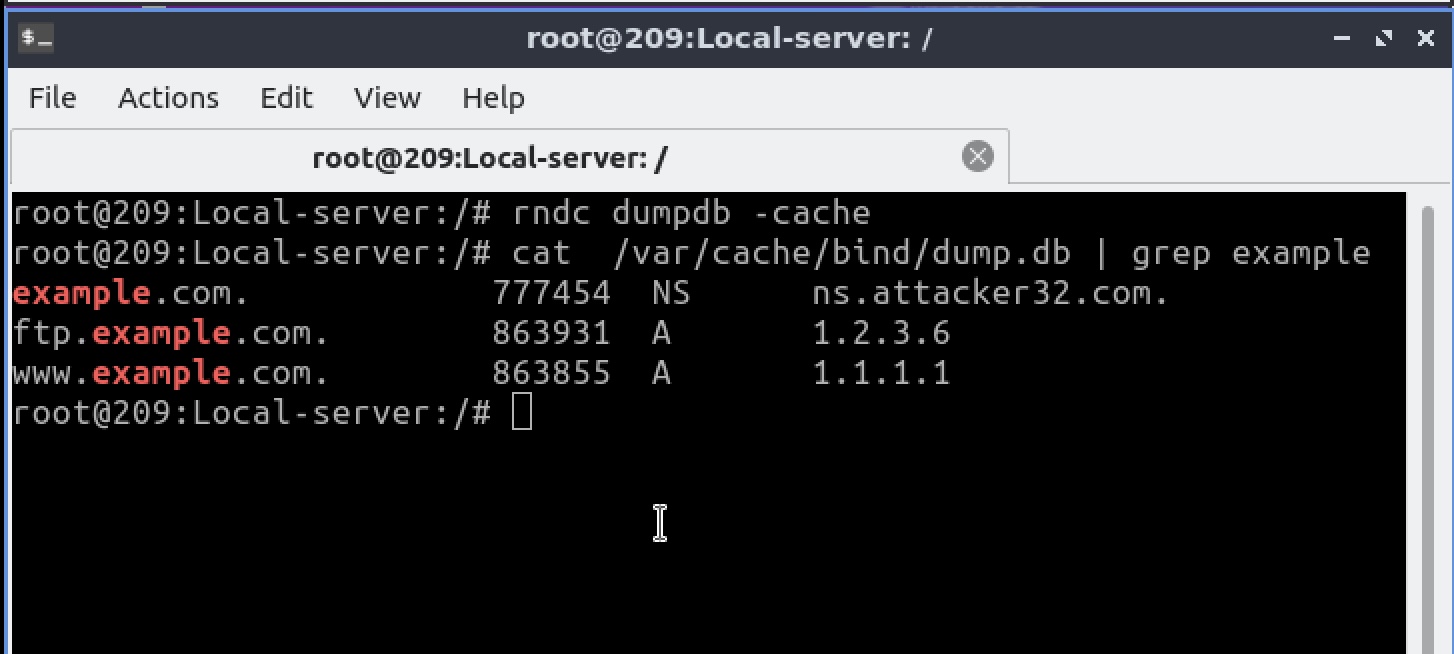 $_ root@209:Local-server: /
File Actions Edit View Help
root@209:Local-server: /
root@209:Local-server:/# rndc dumpdb -cache
root@209:Local-server:/# cat  /var/cache/bind/dump.db | grep example
example.com.            777454  NS      ns.attacker32.com.
ftp.example.com.        863931  A       1.2.3.6
www.example.com.        863855  A       1.1.1.1
root@209:Local-server:/#